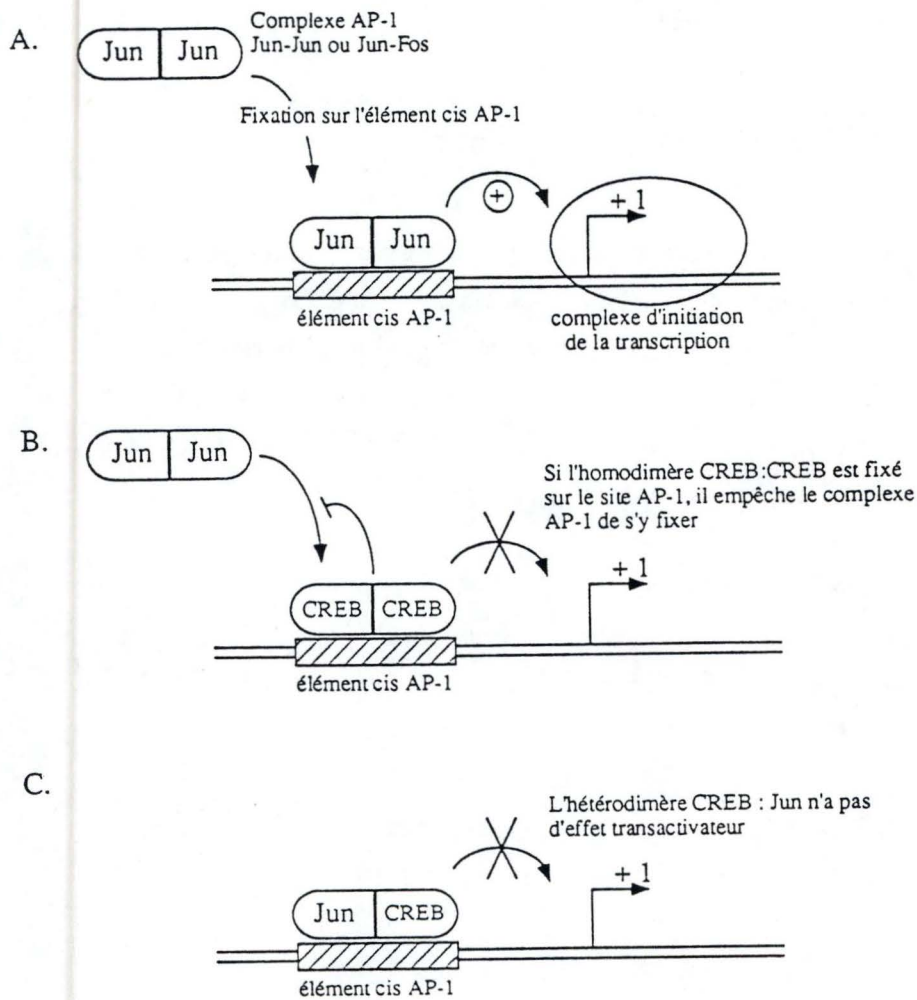 A.
Jun Jun
Complexe AP-1
Jun-Jun ou Jun-Fos
Fixation sur l'élément cis AP-1
Jun Jun
+
+ 1
élément cis AP-1
complexe d'initiation
de la transcription
B.
Jun Jun
Si l'homodimère CREB:CREB est fixé
sur le site AP-1, il empêche le complexe
AP-1 de s'y fixer
CREB CREB
+ 1
élément cis AP-1
C.
L'hétérodimère CREB : Jun n'a pas
d'effet transactivateur
Jun CREB
+ 1
élément cis AP-1